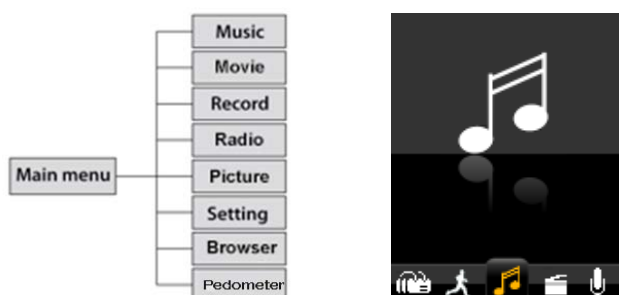 Music
Movie
Record
Radio
Main menu
Picture
Setting
Browser
Pedometer